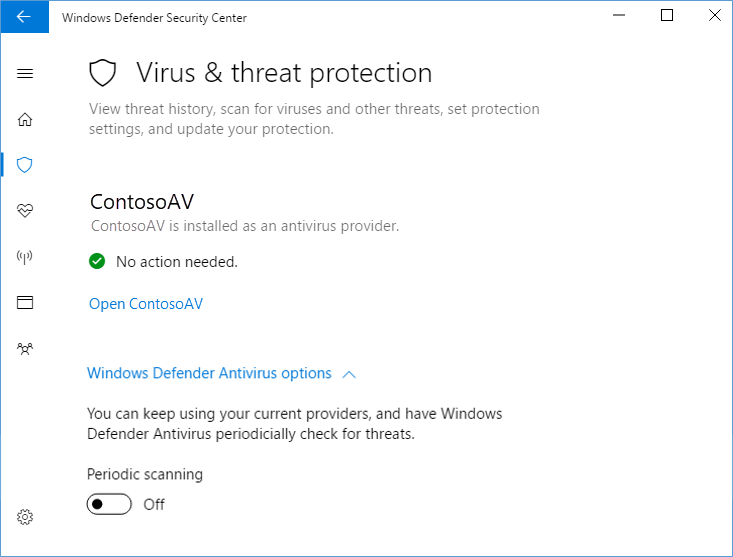 Windows Defender Security Center
Virus & threat protection
View threat history, scan for viruses and other threats, set protection
settings, and update your protection.
ContosoAV
ContosoAV is installed as an antivirus provider.
No action needed.
Open ContosoAV
Windows Defender Antivirus options
You can keep using your current providers, and have Windows
Defender Antivirus periodicially check for threats.
Periodic scanning
Off